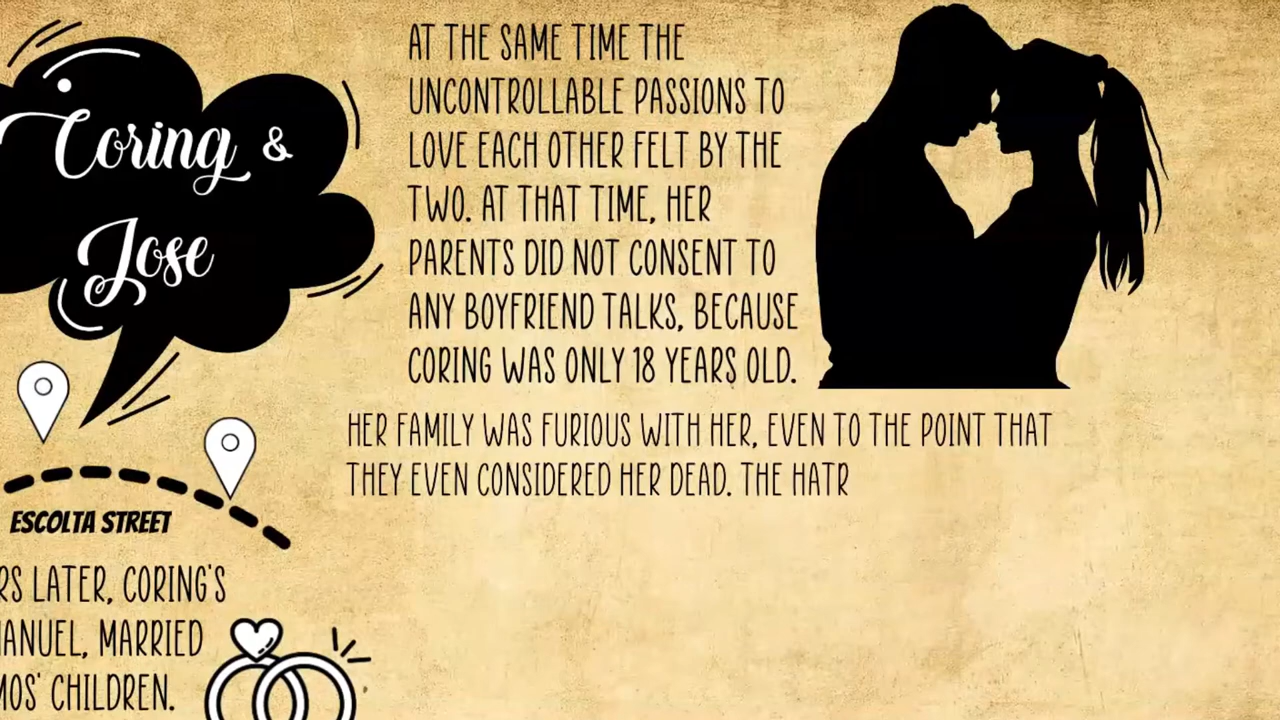 Coring &
Jose
AT THE SAME TIME THE
UNCONTROLLABLE PASSIONS TO
LOVE EACH OTHER FELT BY THE
TWO. AT THAT TIME, HER
PARENTS DID NOT CONSENT TO
ANY BOYFRIEND TALKS, BECAUSE
CORING WAS ONLY 18 YEARS OLD.
HER FAMILY WAS FURIOUS WITH HER, EVEN TO THE POINT THAT
THEY EVEN CONSIDERED HER DEAD. THE HATR
ESCOLTA STREET
RS LATER, CORING'S
ANUEL, MARRIED
MOS' CHILDREN.